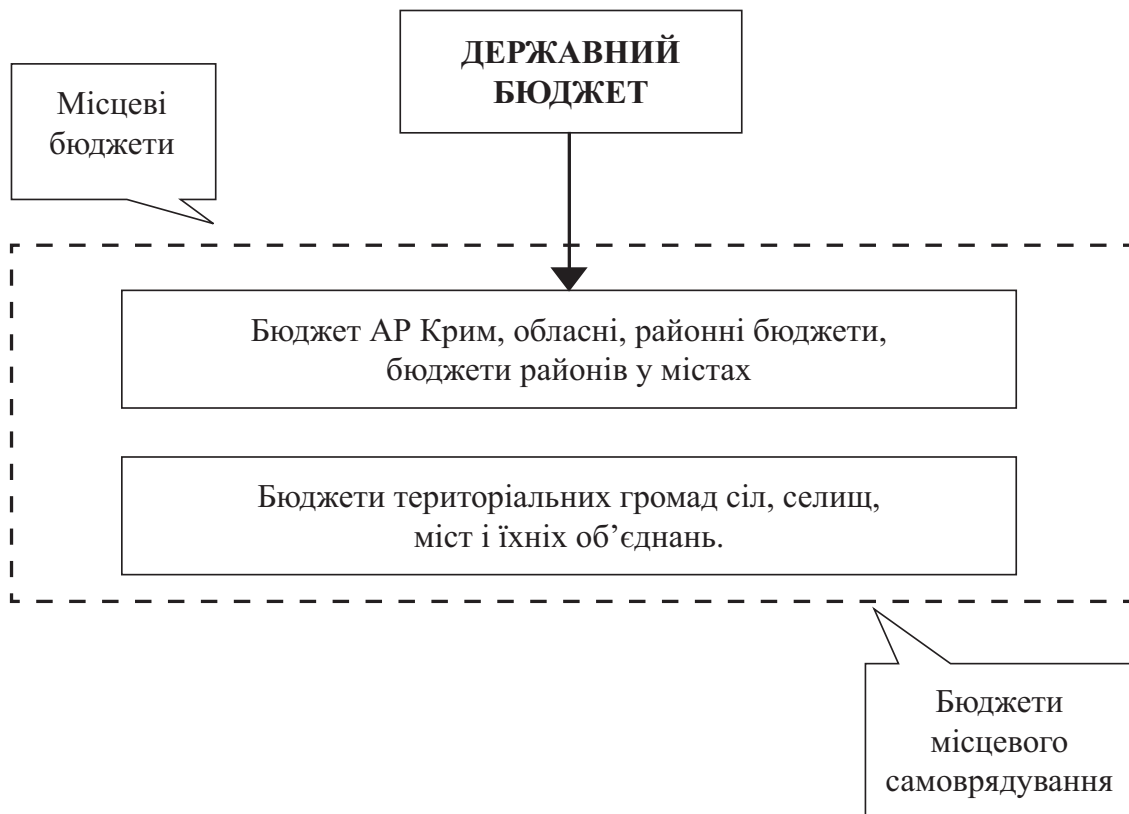 ДЕРЖАВНИЙ
БЮДЖЕТ
Місцеві
бюджети
Бюджет АР Крим, обласні, районні бюджети,
бюджети районів у містах
Бюджети територіальних громад сіл, селищ,
міст і їхніх об’єднань.
Бюджети
місцевого
самоврядування